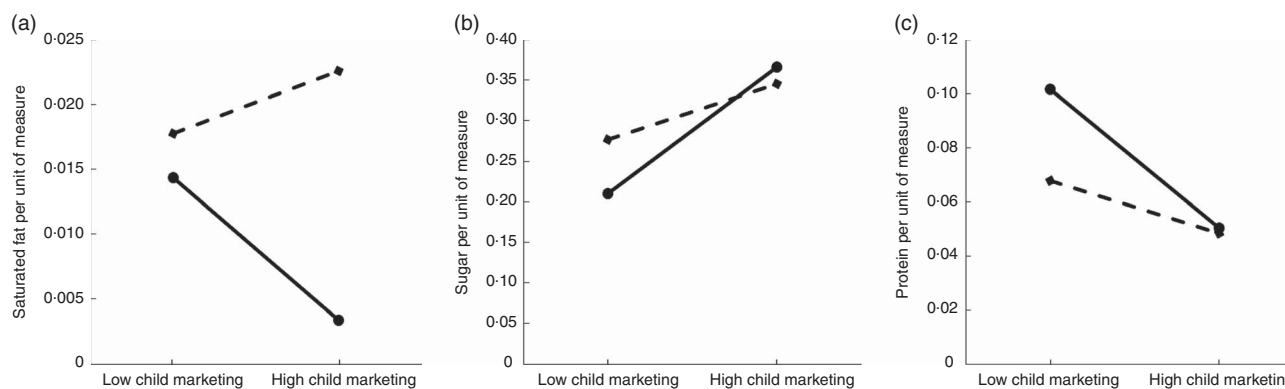 (a)
Saturated fat per unit of measure
0·025
0·020
0·015
0·010
0·005
0
Low child marketing
High child marketing
(b)
Sugar per unit of measure
0·40
0·35
0·30
0·25
0·20
0·15
0·10
0·05
0
Low child marketing
High child marketing
(c)
Protein per unit of measure
0·12
0·10
0·08
0·06
0·04
0·02
0
Low child marketing
High child marketing